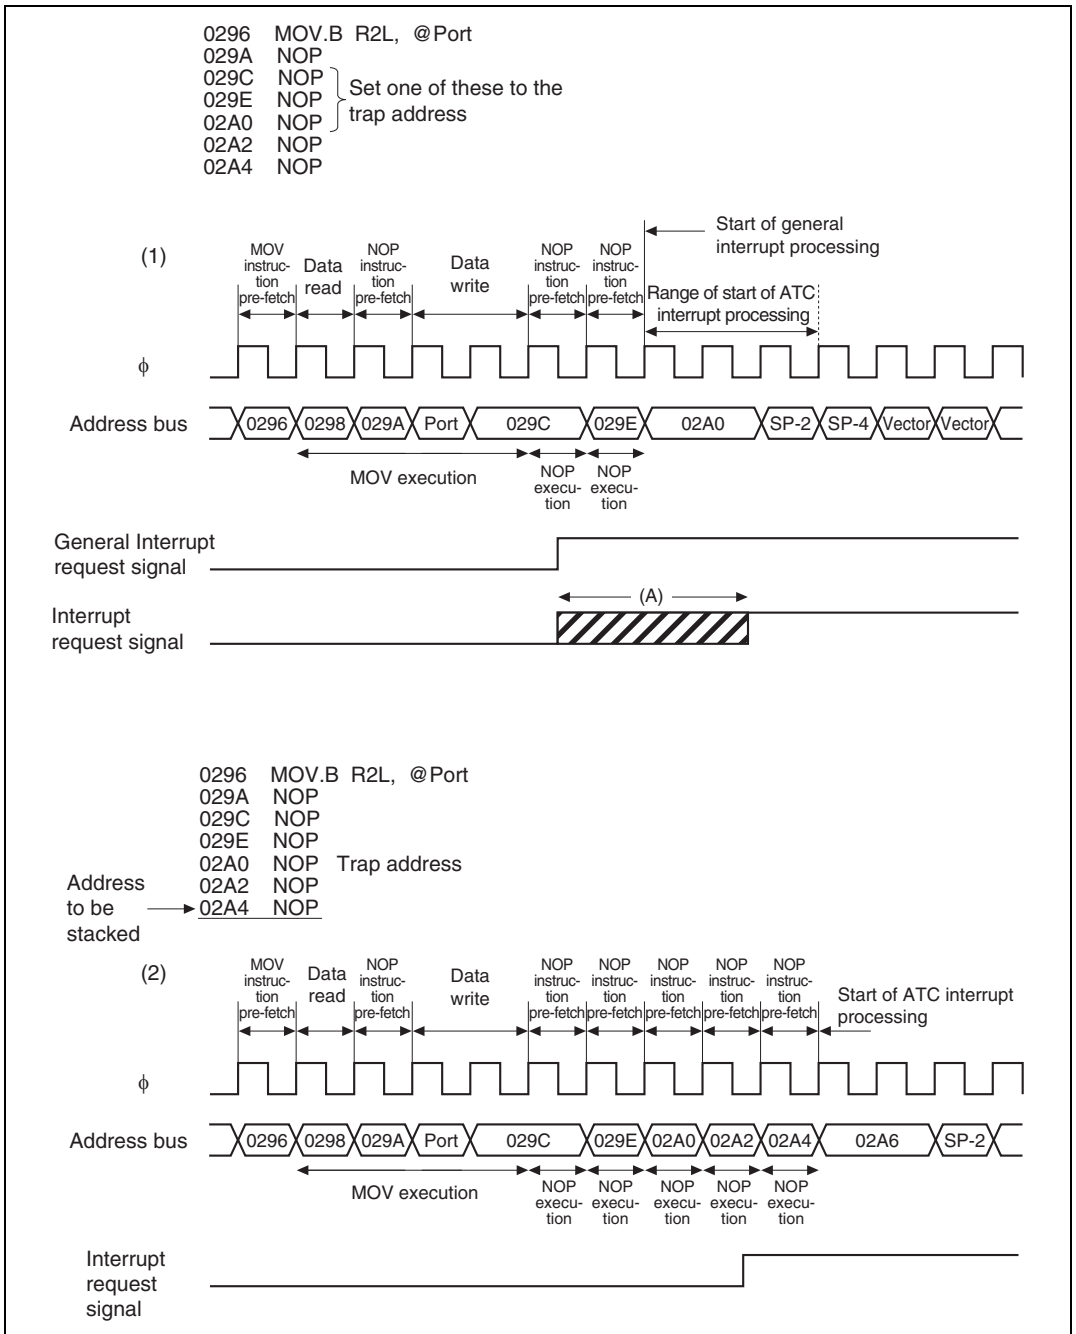 0296 MOV.B R2L, @Port
029A NOP
029C NOP
029E NOP
02A0 NOP
02A2 NOP
02A4 NOP
Set one of these to the
trap address
(1)
MOV
instruc-
tion
pre-fetch
Data
read
NOP
instruc-
tion
pre-fetch
Data
write
NOP
instruc-
tion
pre-fetch
NOP
instruc-
tion
pre-fetch
Start of general
interrupt processing
Range of start of ATC
interrupt processing
ϕ
Address bus 0296 0298 029A Port 029C 029E 02A0 SP-2 SP-4 Vector Vector
MOV execution
NOP
execu-
tion
NOP
execu-
tion
General Interrupt
request signal
(A)
Interrupt
request signal
0296 MOV.B R2L, @Port
029A NOP
029C NOP
029E NOP
02A0 NOP Trap address
02A2 NOP
02A4 NOP
Address
to be
stacked
(2)
MOV
instruc-
tion
pre-fetch
Data
read
NOP
instruc-
tion
pre-fetch
Data
write
NOP
instruc-
tion
pre-fetch
NOP
instruc-
tion
pre-fetch
NOP
instruc-
tion
pre-fetch
NOP
instruc-
tion
pre-fetch
NOP
instruc-
tion
pre-fetch
Start of ATC interrupt
processing
ϕ
Address bus 0296 0298 029A Port 029C 029E 02A0 02A2 02A4 02A6 SP-2
MOV execution
NOP
execu-
tion
NOP
execu-
tion
NOP
execu-
tion
NOP
execu-
tion
NOP
execu-
tion
Interrupt
request
signal